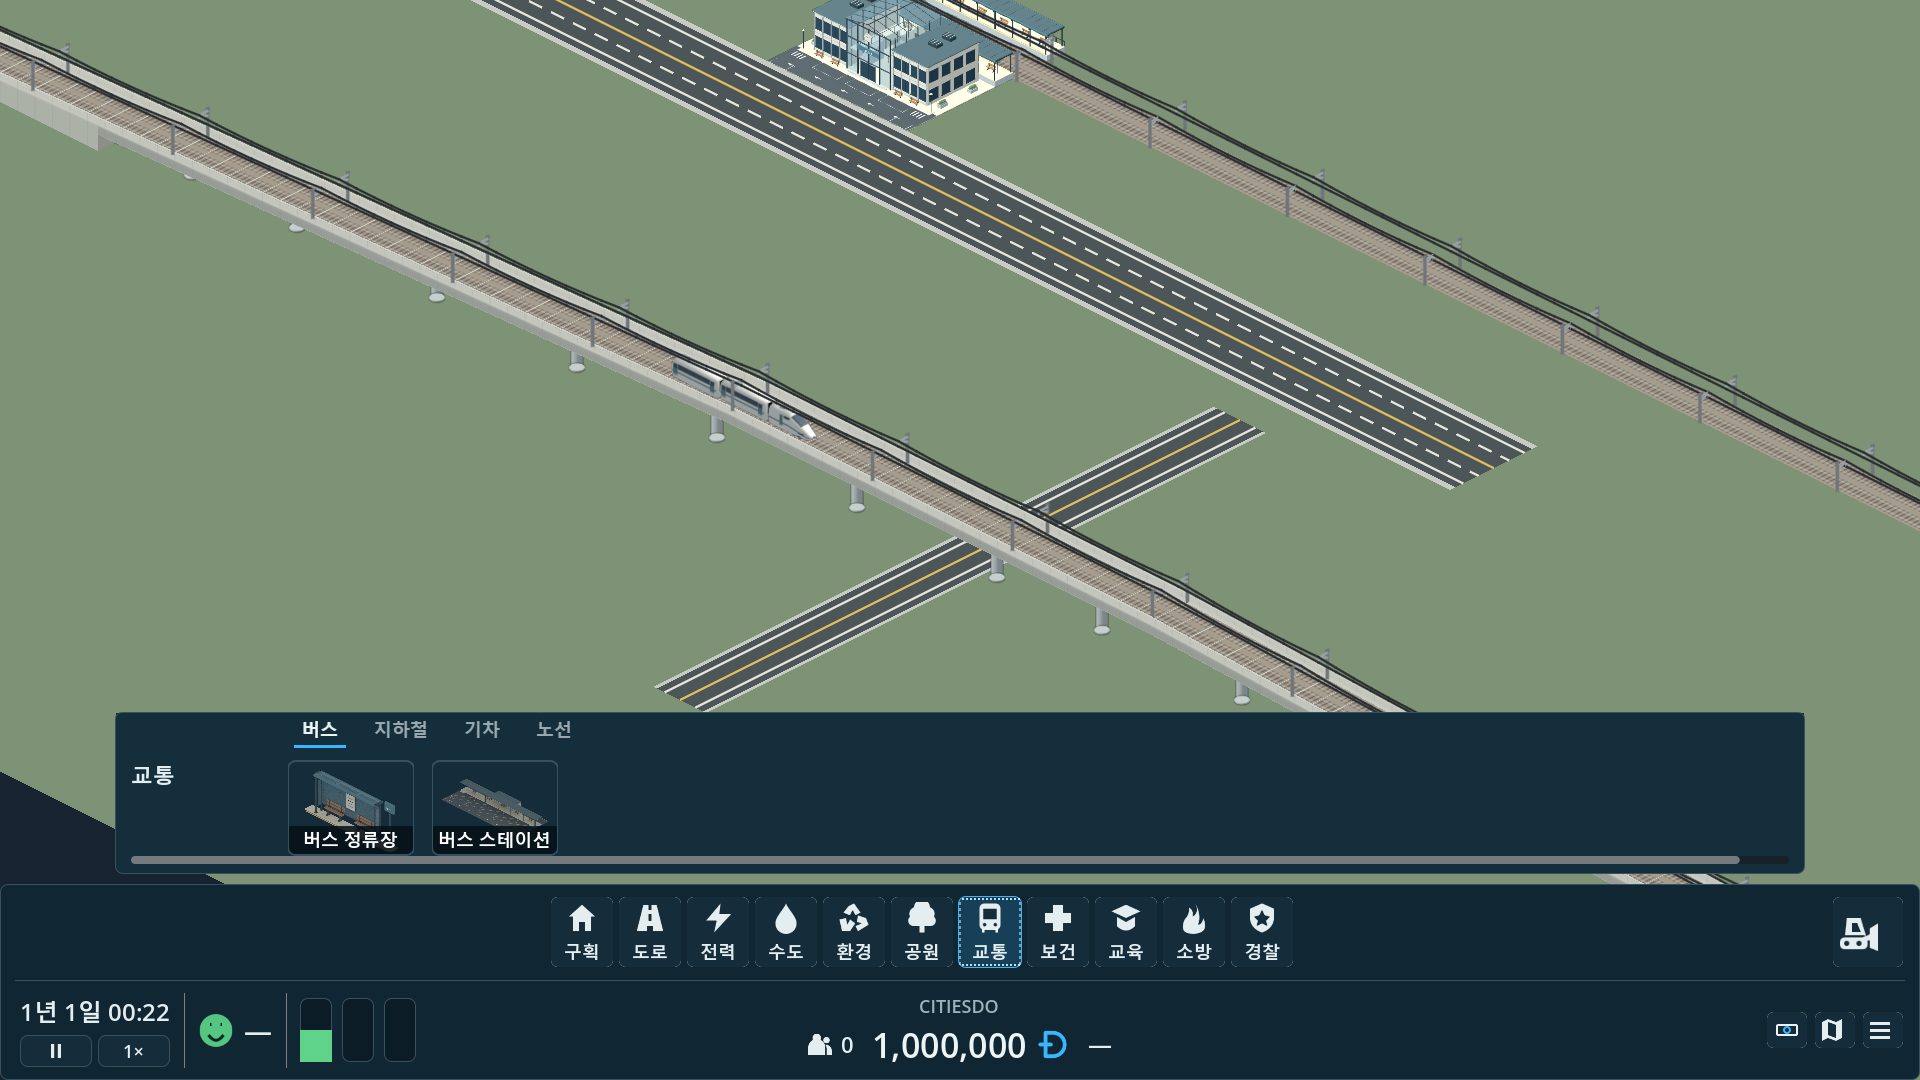 버스 지하철 기차 노선
교통
버스 정류장 버스 스테이션
구획 도로 전력 수도 환경 공원 교통 보건 교육 소방 경찰
1년 1일 00:22
1×
CITIESDO
0 1,000,000 —